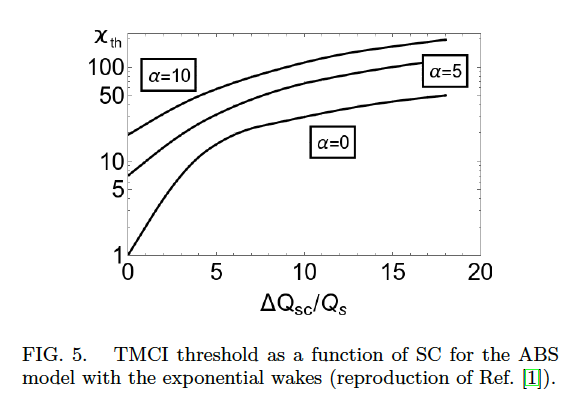 χth
100
50
10
5
1
α=10
α=5
α=0
0 5 10 15 20
ΔQsc/Qs
FIG. 5. TMCI threshold as a function of SC for the ABS
model with the exponential wakes (reproduction of Ref. [1]).